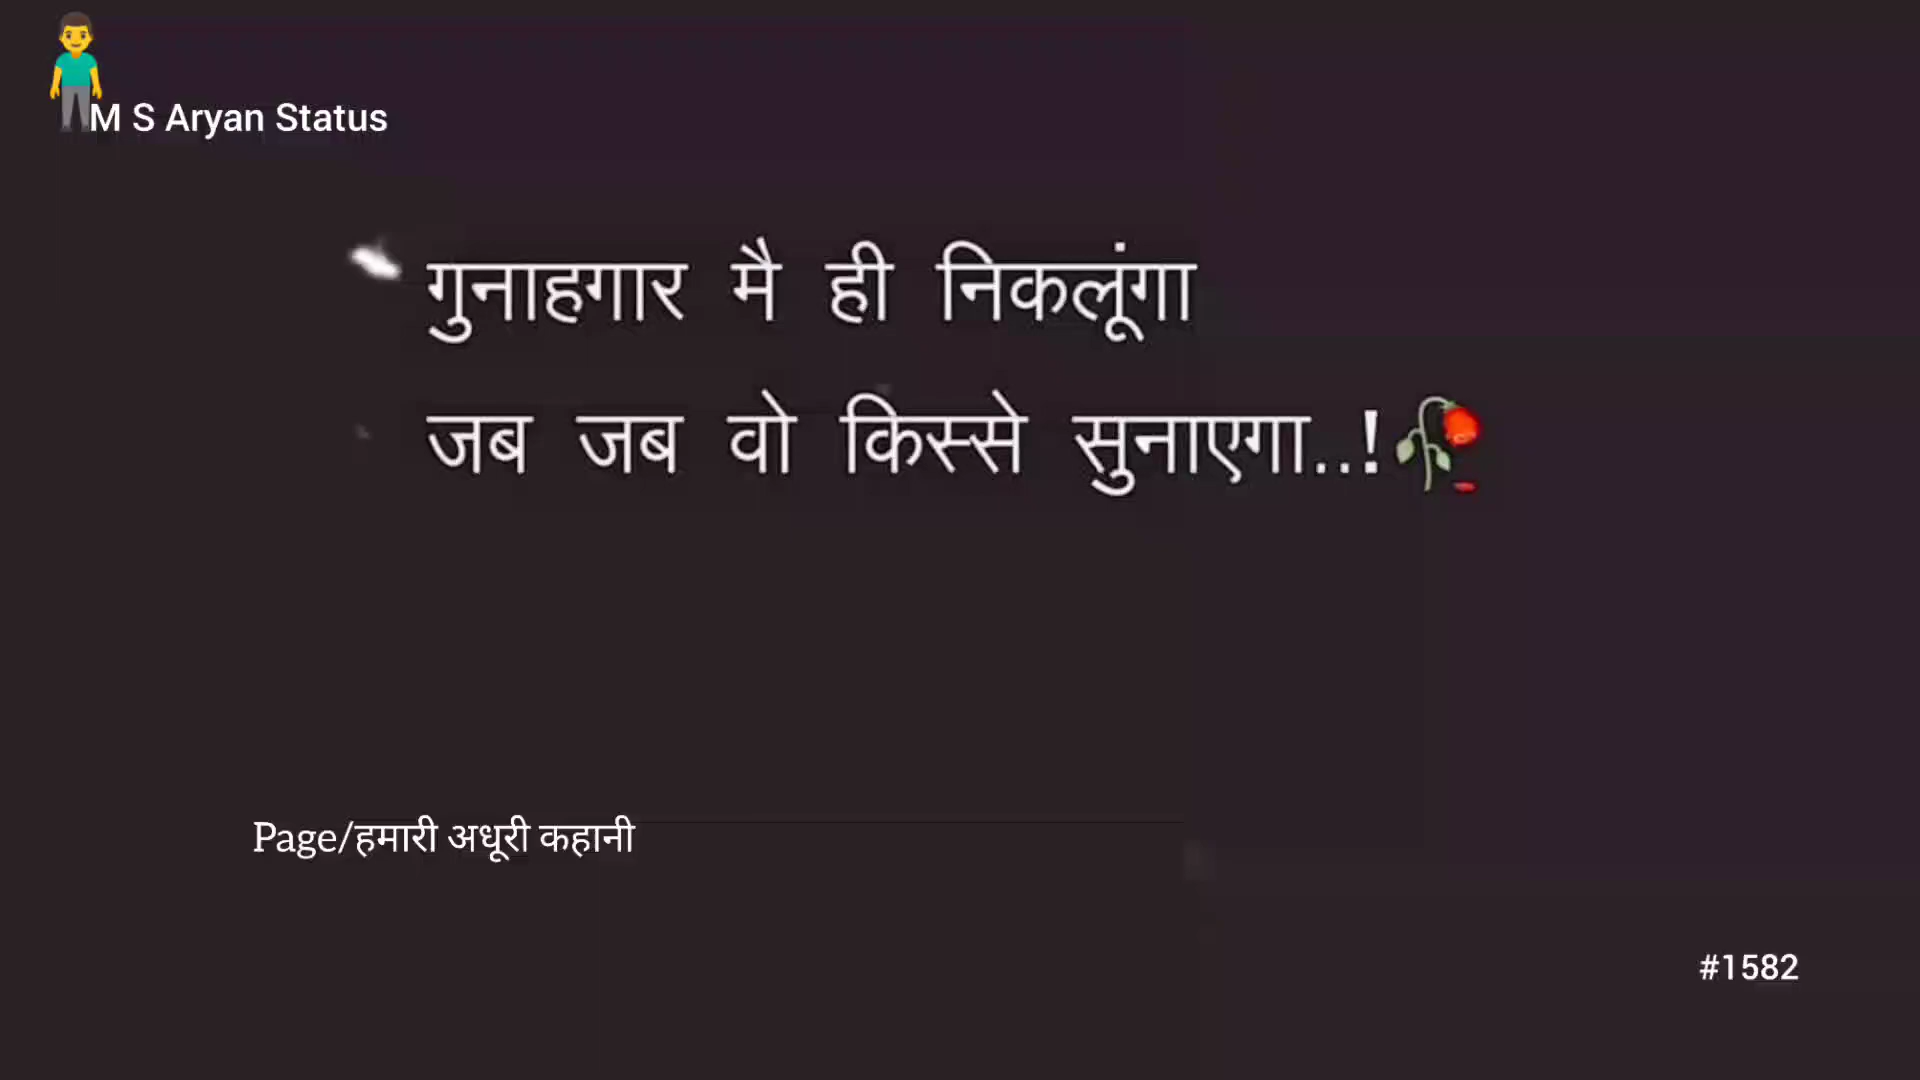 M S Aryan Status
गुनाहगार मै ही निकलूंगा
जब जब वो किस्से सुनाएगा..!🥀
Page/हमारी अधूरी कहानी
#1582